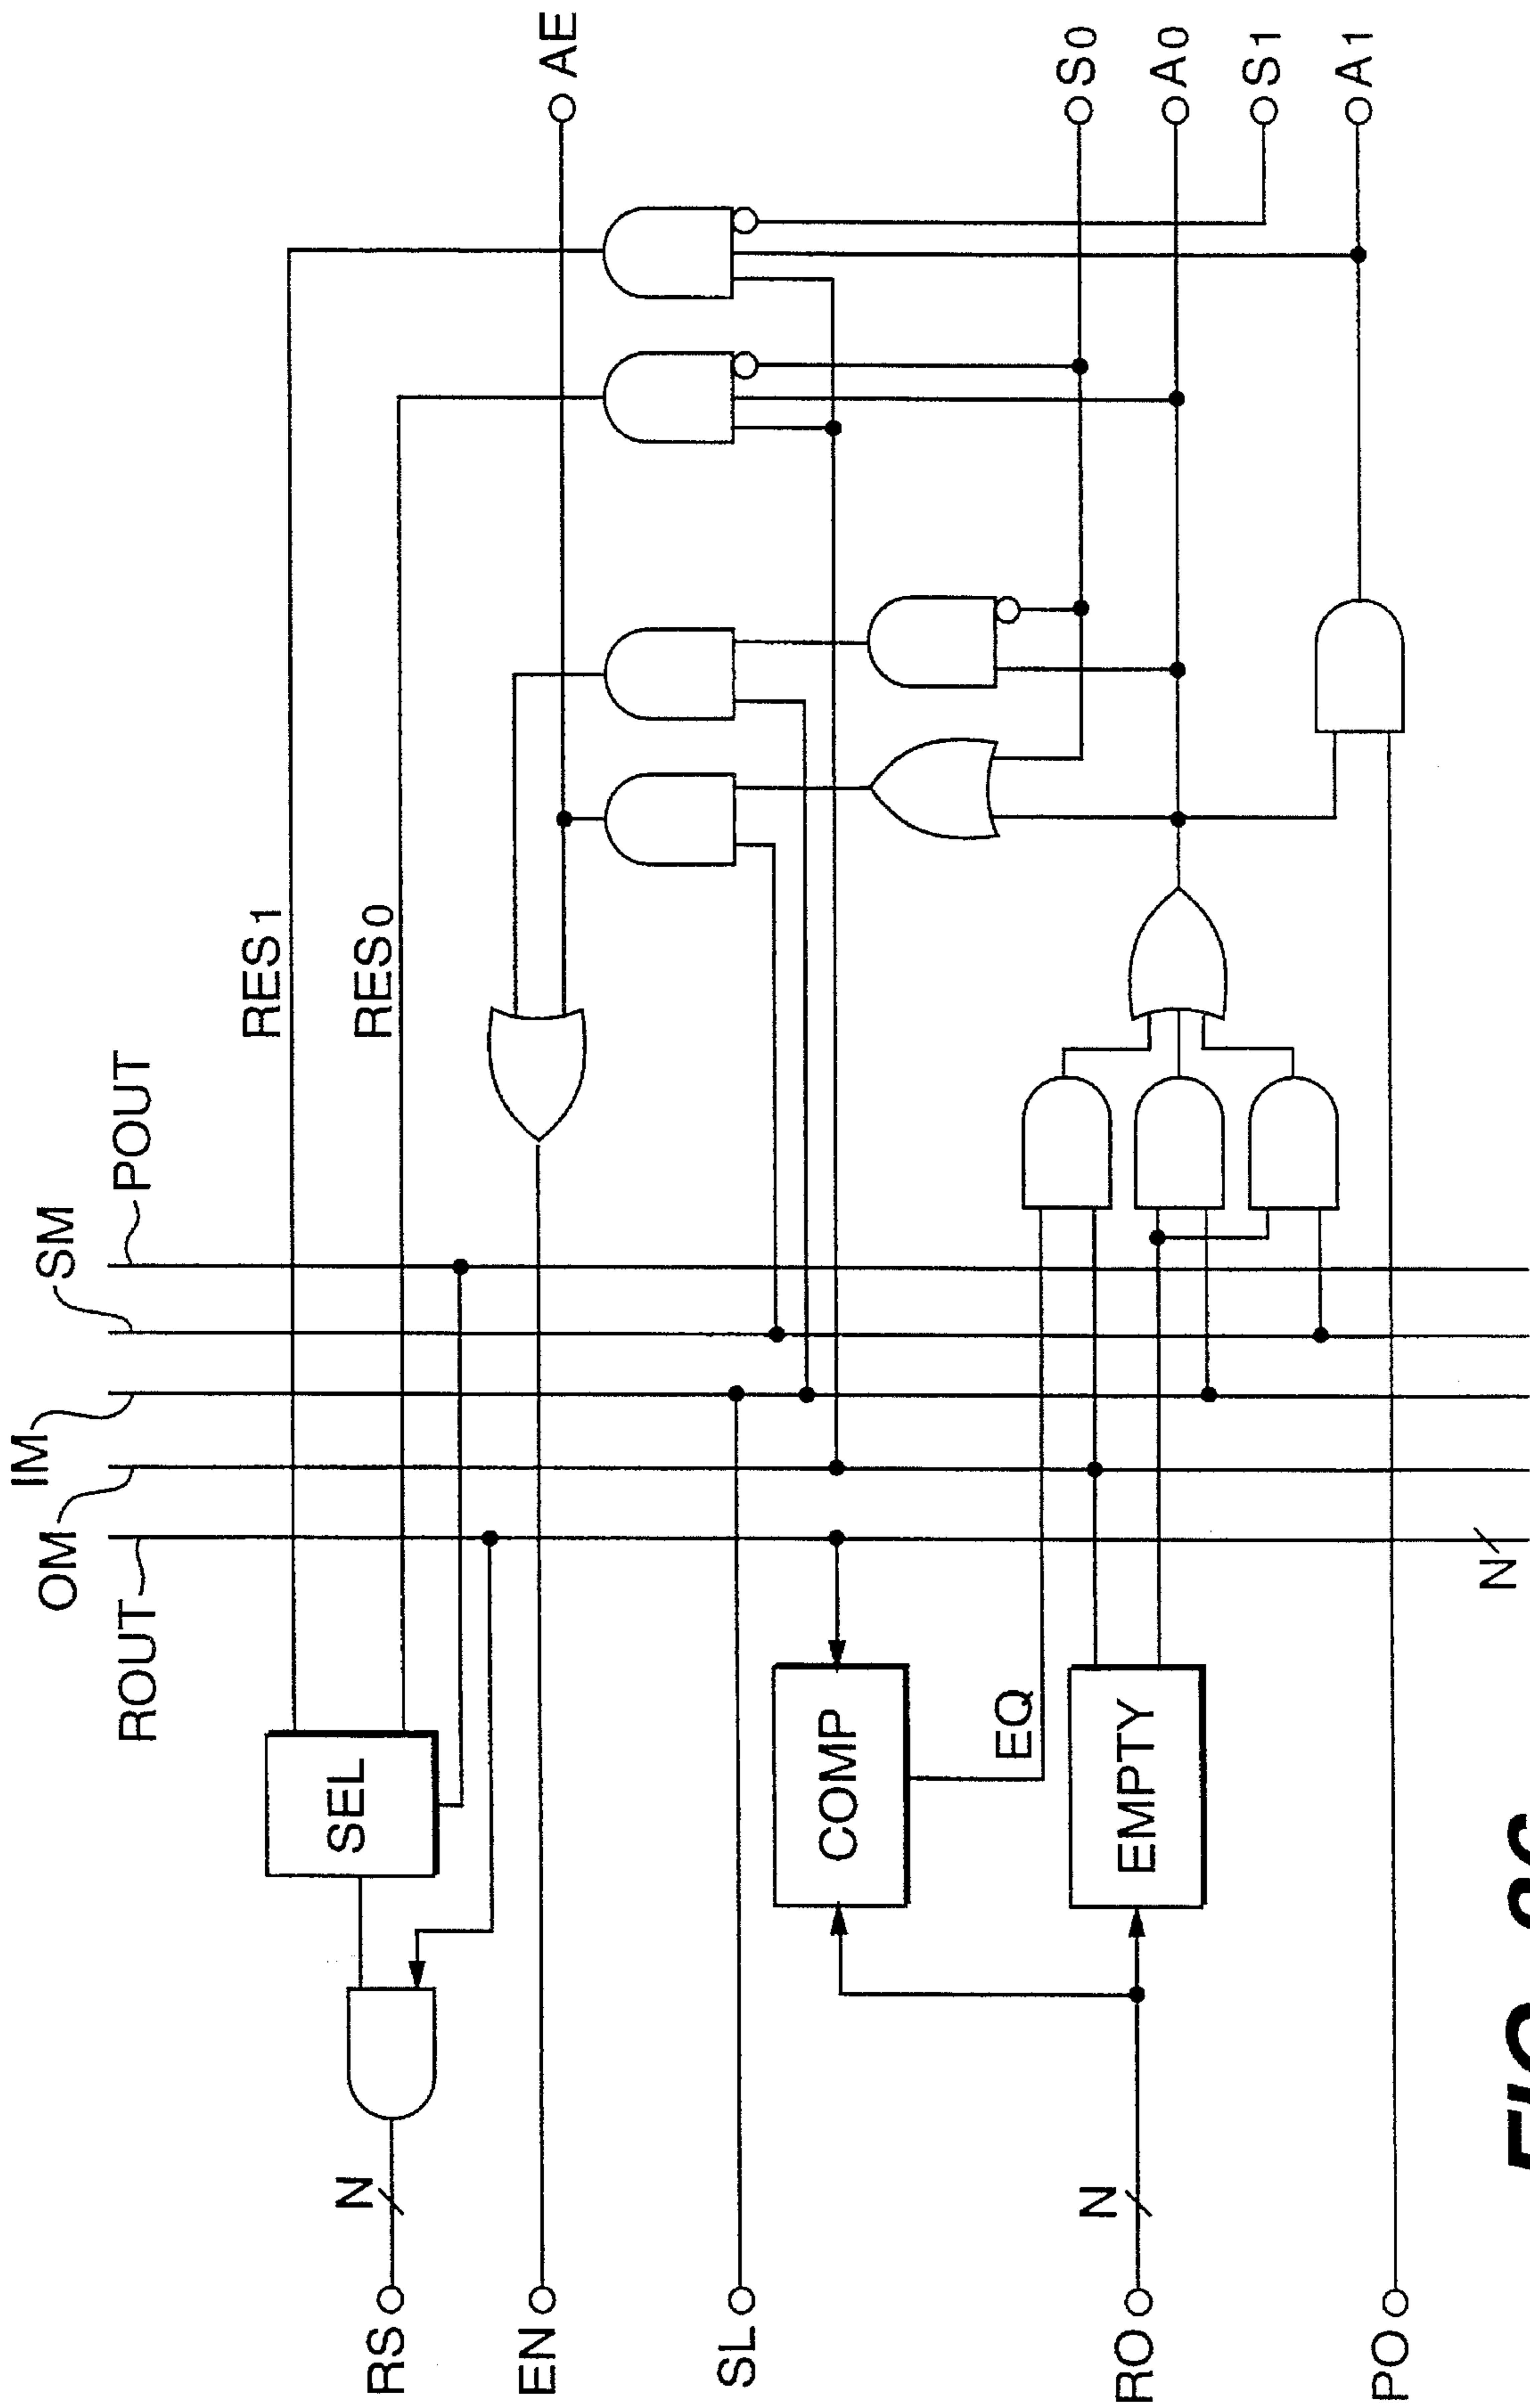 RS
EN
SL
RO
PO
N
N
SEL
COMP
EMPTY
EQ
ROUT
OM
IM
SM
POUT
N
RES1
RES0
AE
S0
A0
S1
A1